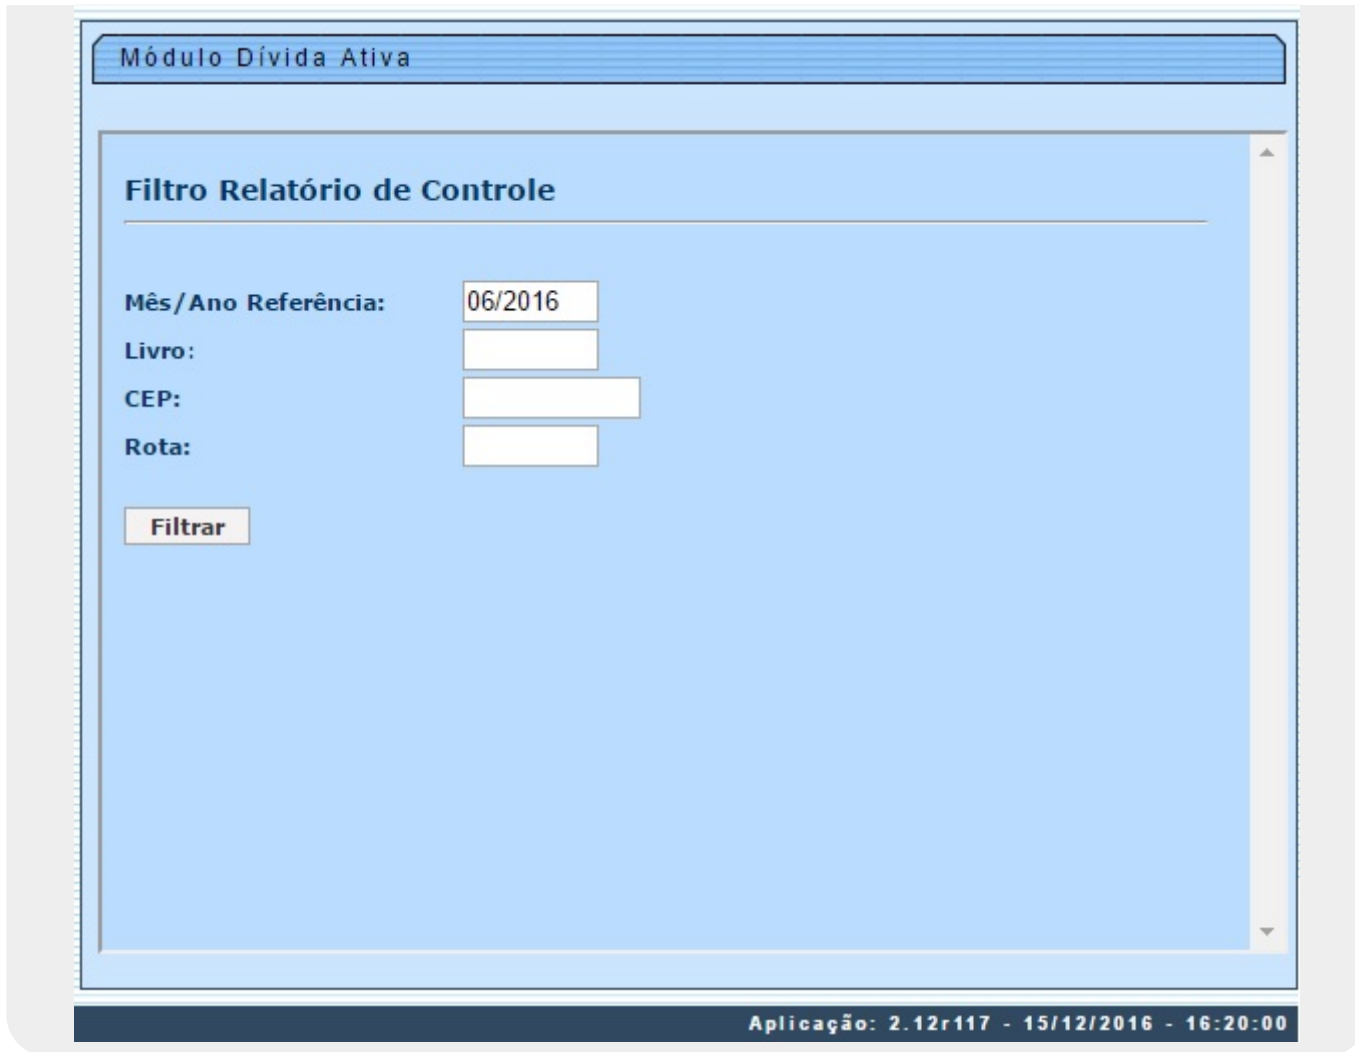 Módulo Dívida Ativa
Filtro Relatório de Controle
Mês/Ano Referência: 06/2016
Livro:
CEP:
Rota:
Filtrar
Aplicação: 2.12r117 - 15/12/2016 - 16:20:00